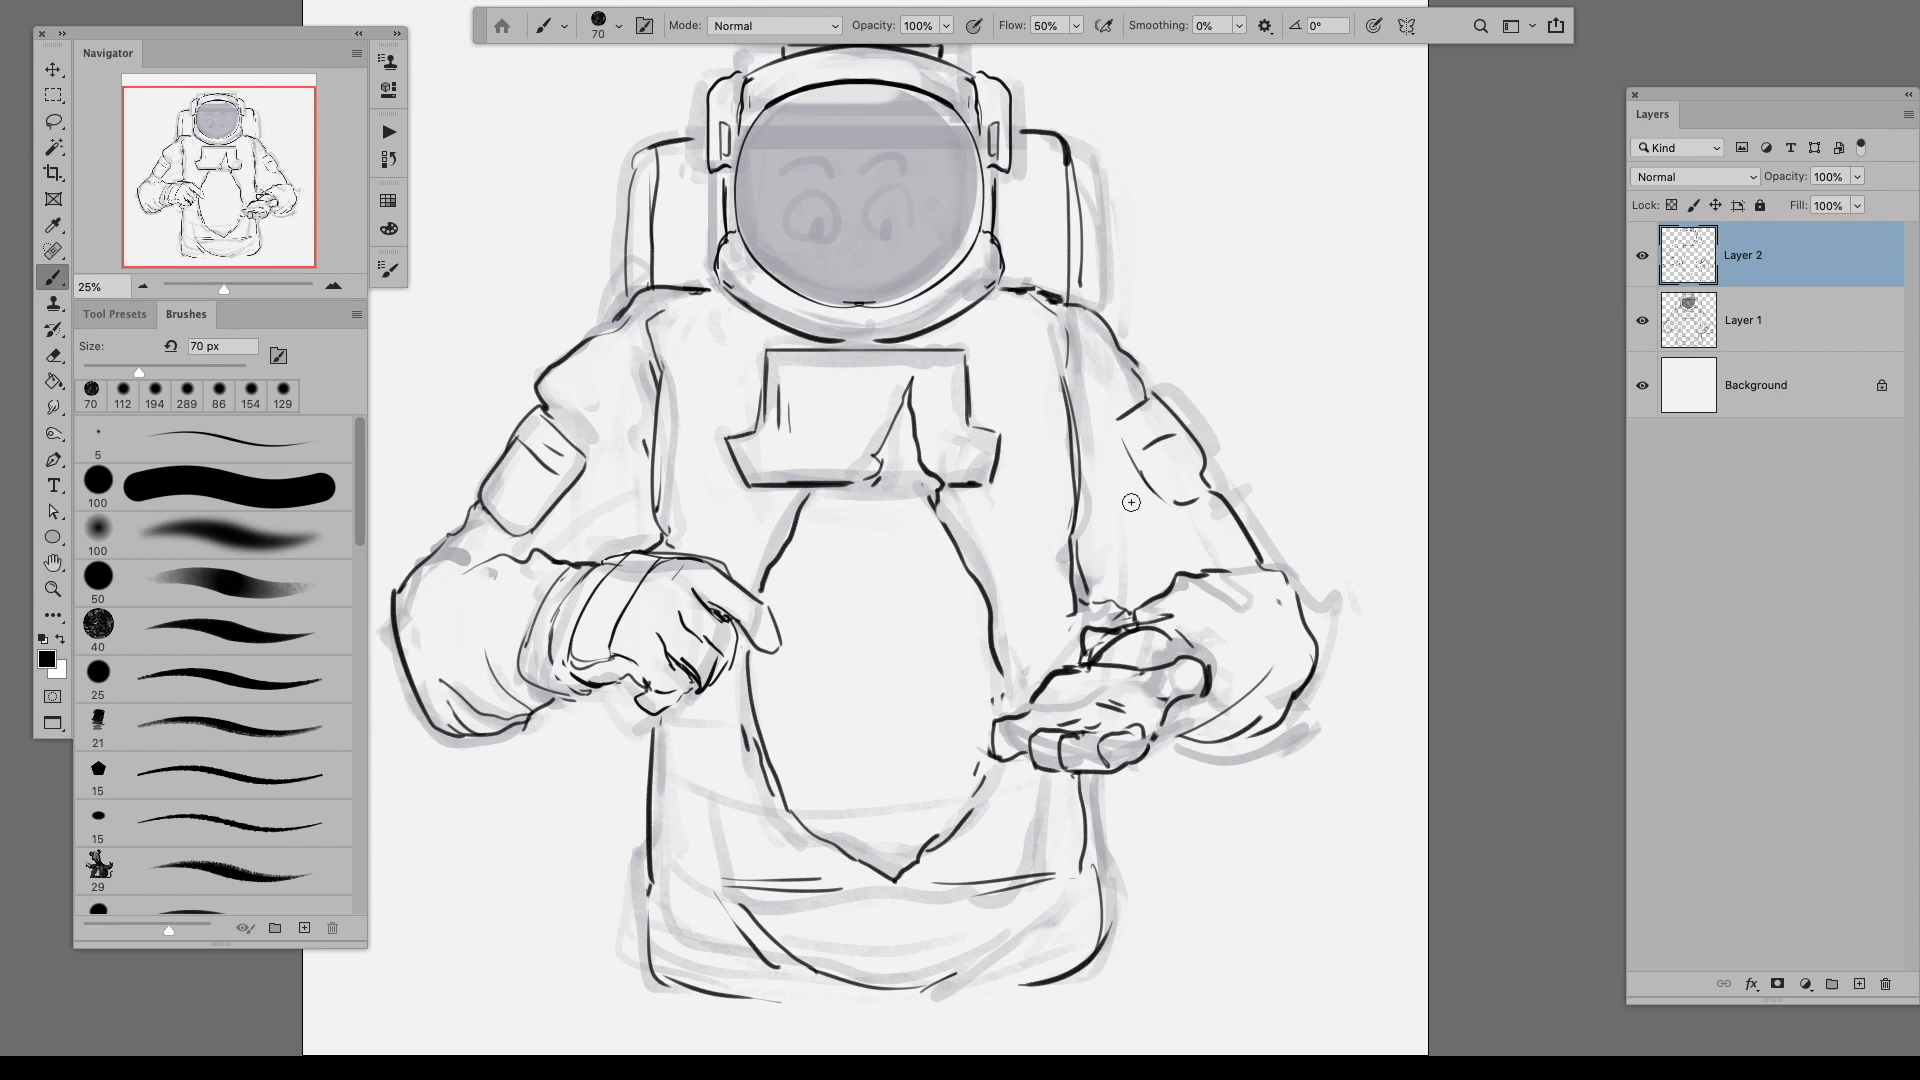 70
Mode: Normal
Opacity: 100%
Flow: 50%
Smoothing: 0%
0°
Navigator
25%
Tool Presets
Brushes
Size:
70 px
70
112
194
289
86
154
129
5
100
100
50
40
25
21
15
15
29
Layers
Kind
Normal
Opacity: 100%
Lock:
Fill: 100%
Layer 2
Layer 1
Background